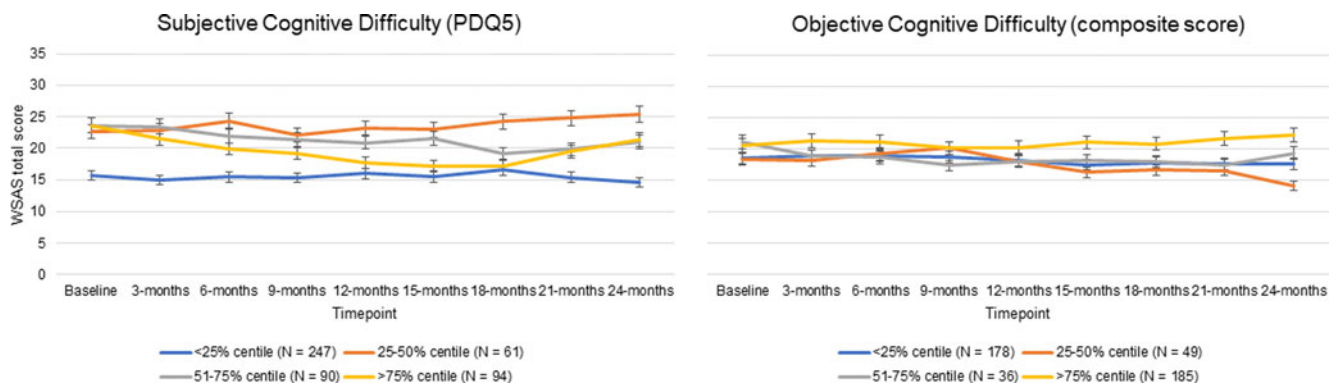 Subjective Cognitive Difficulty (PDQ5)
WSAS total score
35
30
25
20
15
10
5
0
Baseline 3-months 6-months 9-months 12-months 15-months 18-months 21-months 24-months
Timepoint
<25% centile (N = 247) 25-50% centile (N = 61)
51-75% centile (N = 90) >75% centile (N = 94)
Objective Cognitive Difficulty (composite score)
Baseline 3-months 6-months 9-months 12-months 15-months 18-months 21-months 24-months
Timepoint
<25% centile (N = 178) 25-50% centile (N = 49)
51-75% centile (N = 36) >75% centile (N = 185)